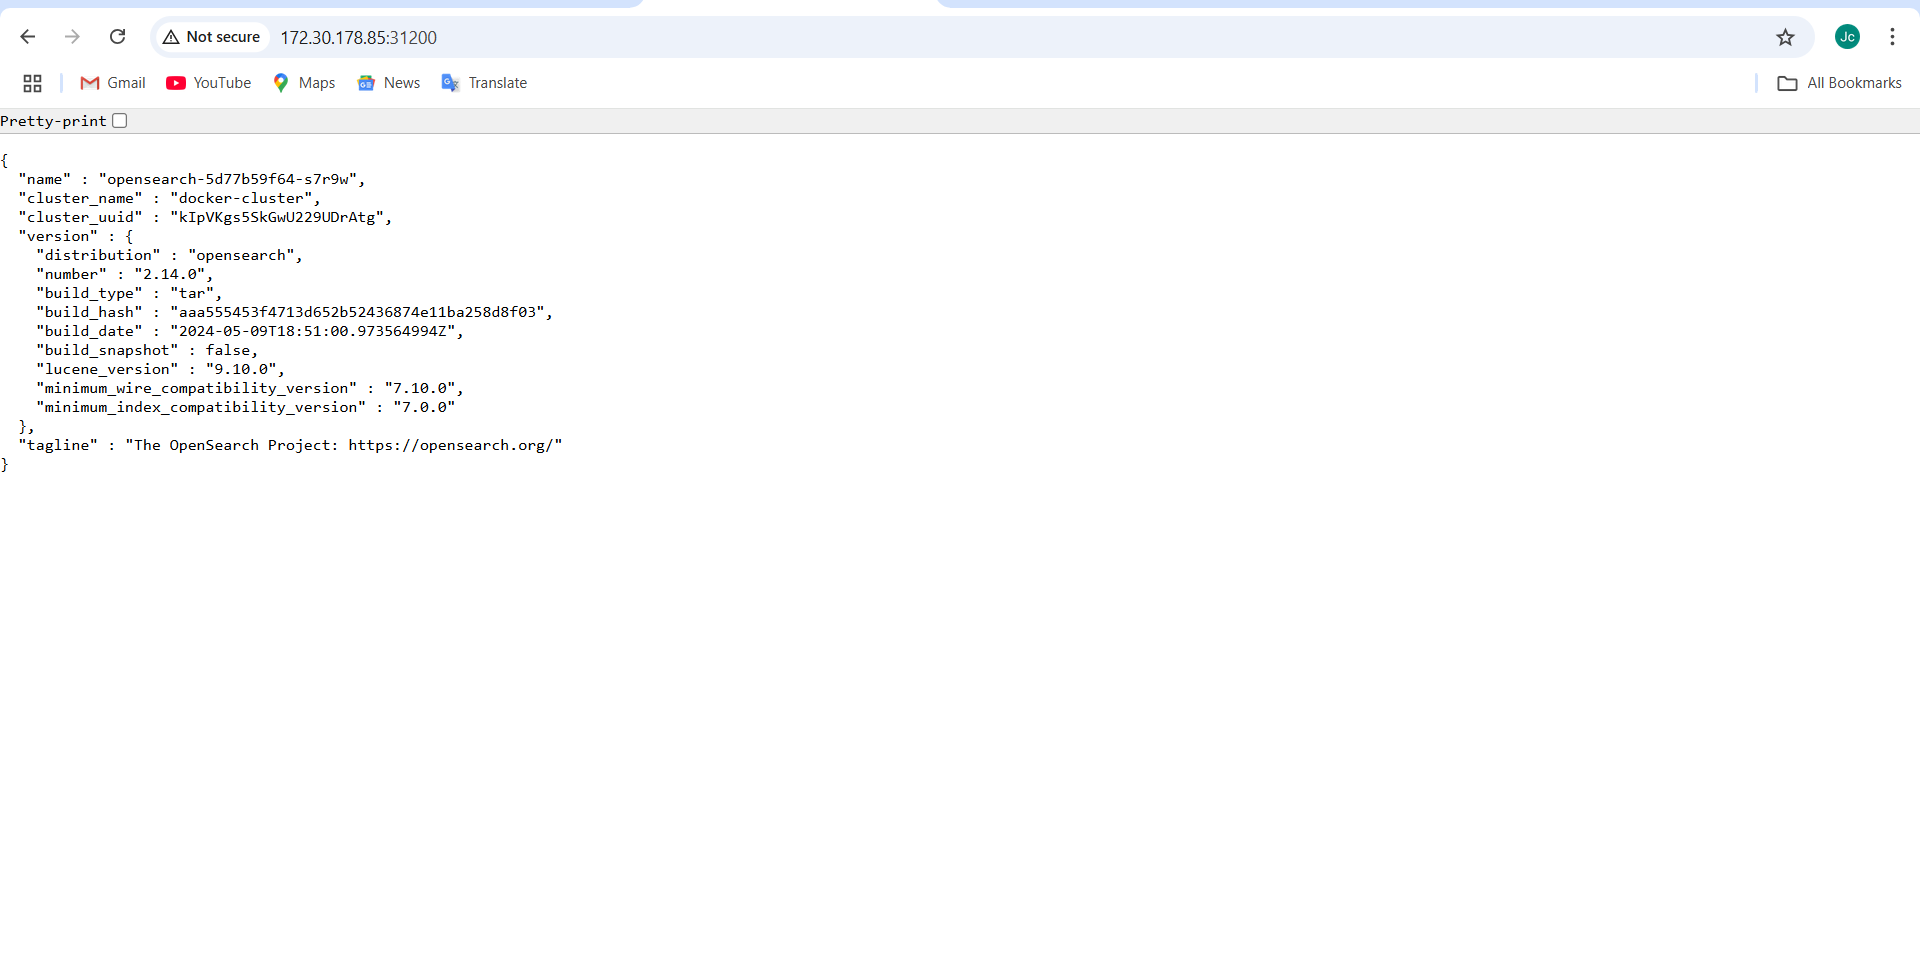 Not secure 172.30.178.85:31200 Jc
Gmail YouTube Maps News Translate All Bookmarks
Pretty-print
{
  "name" : "opensearch-5d77b59f64-s7r9w",
  "cluster_name" : "docker-cluster",
  "cluster_uuid" : "kIpVKgs5SkGwU229UDrAtg",
  "version" : {
    "distribution" : "opensearch",
    "number" : "2.14.0",
    "build_type" : "tar",
    "build_hash" : "aaa555453f4713d652b52436874e11ba258d8f03",
    "build_date" : "2024-05-09T18:51:00.973564994Z",
    "build_snapshot" : false,
    "lucene_version" : "9.10.0",
    "minimum_wire_compatibility_version" : "7.10.0",
    "minimum_index_compatibility_version" : "7.0.0"
  },
  "tagline" : "The OpenSearch Project: https://opensearch.org/"
}